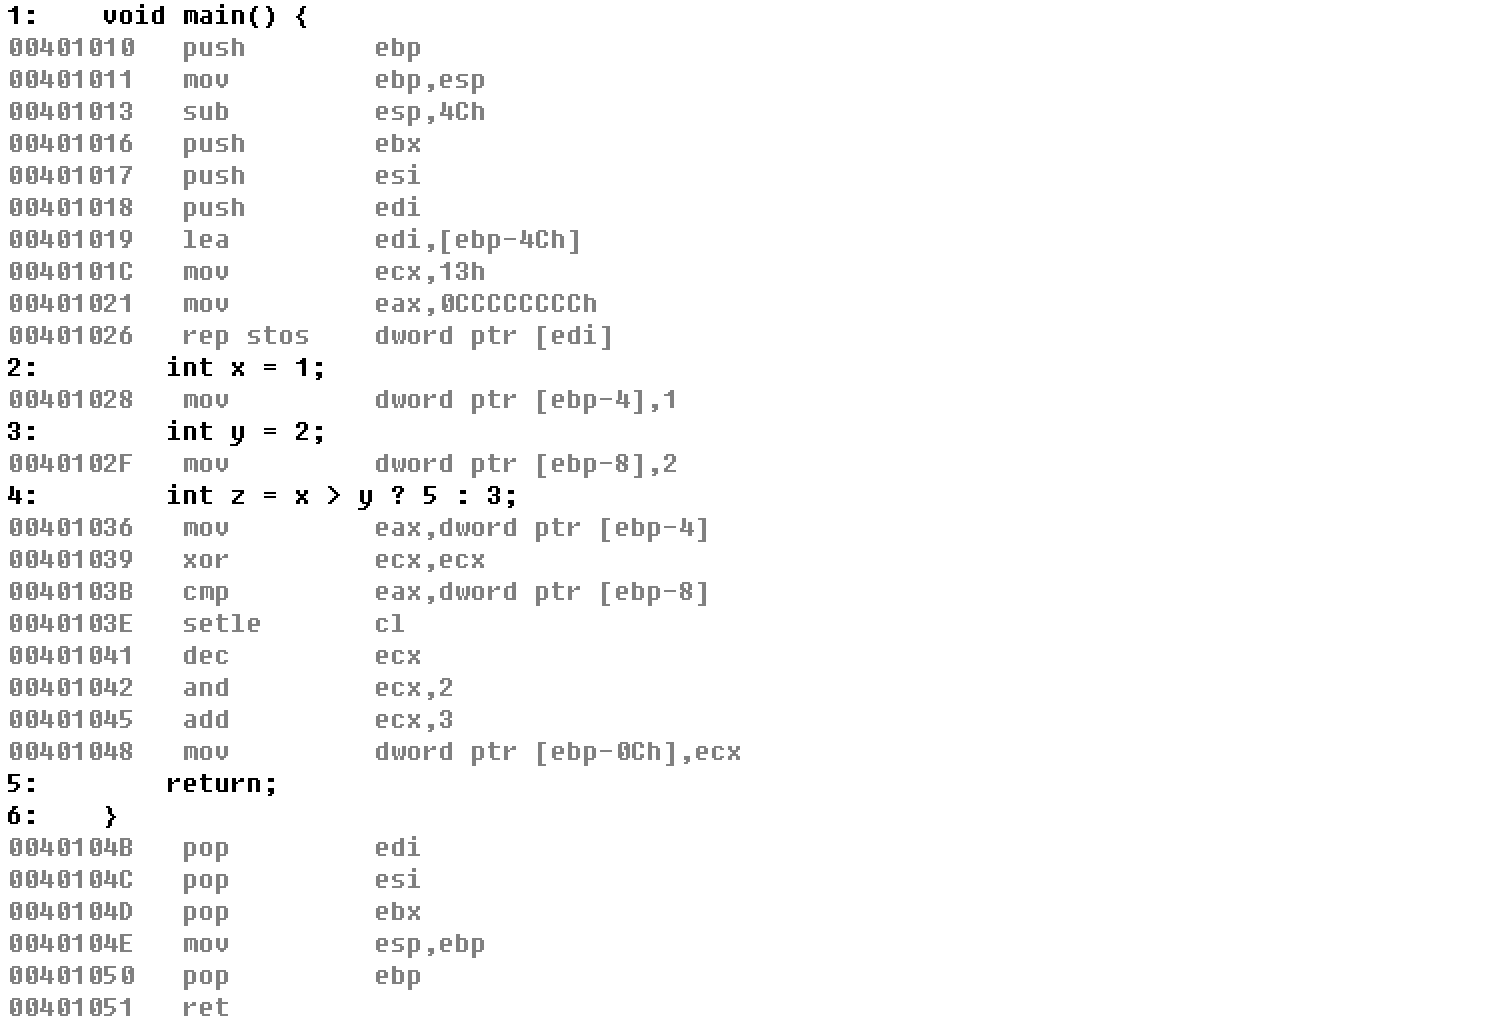 1:    void main() {
00401010   push        ebp
00401011   mov         ebp,esp
00401013   sub         esp,4Ch
00401016   push        ebx
00401017   push        esi
00401018   push        edi
00401019   lea         edi,[ebp-4Ch]
0040101C   mov         ecx,13h
00401021   mov         eax,0CCCCCCCCh
00401026   rep stos    dword ptr [edi]
2:        int x = 1;
00401028   mov         dword ptr [ebp-4],1
3:        int y = 2;
0040102F   mov         dword ptr [ebp-8],2
4:        int z = x > y ? 5 : 3;
00401036   mov         eax,dword ptr [ebp-4]
00401039   xor         ecx,ecx
0040103B   cmp         eax,dword ptr [ebp-8]
0040103E   setle       cl
00401041   dec         ecx
00401042   and         ecx,2
00401045   add         ecx,3
00401048   mov         dword ptr [ebp-0Ch],ecx
5:        return;
6:    }
0040104B   pop         edi
0040104C   pop         esi
0040104D   pop         ebx
0040104E   mov         esp,ebp
00401050   pop         ebp
00401051   ret